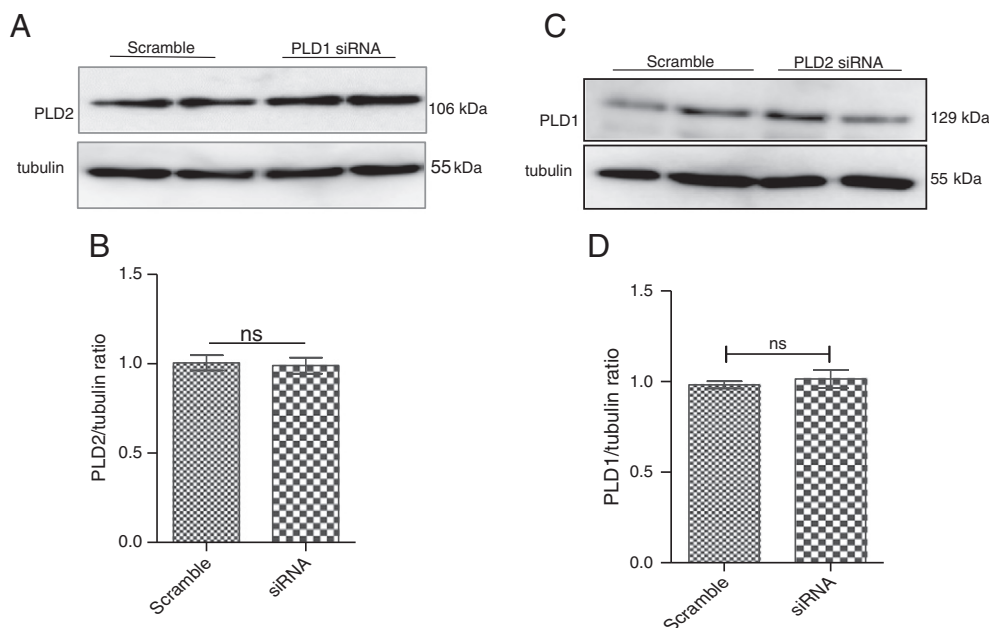 A
Scramble PLD1 siRNA
PLD2 106 kDa
tubulin 55 kDa
B
1.5
1.0
0.5
0.0
PLD2/tubulin ratio
ns
Scramble siRNA
C
Scramble PLD2 siRNA
PLD1 129 kDa
tubulin 55 kDa
D
1.5
1.0
0.5
0.0
PLD1/tubulin ratio
ns
Scramble siRNA